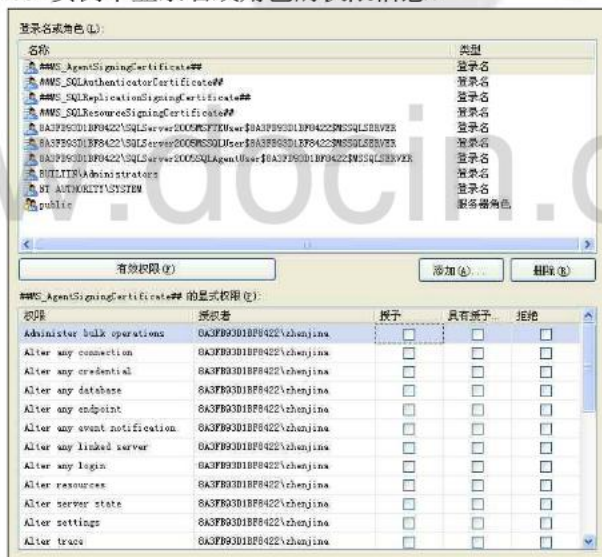 登录名或角色(L):
名称 类型
##MS_AgentSigningCertificate## 登录名
##MS_SQLAuthenticatorCertificate## 登录名
##MS_SQLReplicationSigningCertificate## 登录名
##MS_SQLResourceSigningCertificate## 登录名
8A3FB93D1BF8422\SQLServer2005MSFTEUser$8A3FB93D1BF8422$MSSQLSERVER 登录名
8A3FB93D1BF8422\SQLServer2005MSSQLUser$8A3FB93D1BF8422$MSSQLSERVER 登录名
8A3FB93D1BF8422\SQLServer2005SQLAgentUser$8A3FB93D1BF8422$MSSQLSERVER 登录名
BUILTIN\Administrators 登录名
NT AUTHORITY\SYSTEM 登录名
public 服务器角色
有效权限(F) 添加(A)... 删除(R)
##MS_AgentSigningCertificate## 的显式权限(P):
权限 授权者 授予 具有授予... 拒绝
Administer bulk operations 8A3FB93D1BF8422\zhenjina
Alter any connection 8A3FB93D1BF8422\zhenjina
Alter any credential 8A3FB93D1BF8422\zhenjina
Alter any database 8A3FB93D1BF8422\zhenjina
Alter any endpoint 8A3FB93D1BF8422\zhenjina
Alter any event notification 8A3FB93D1BF8422\zhenjina
Alter any linked server 8A3FB93D1BF8422\zhenjina
Alter any login 8A3FB93D1BF8422\zhenjina
Alter resources 8A3FB93D1BF8422\zhenjina
Alter server state 8A3FB93D1BF8422\zhenjina
Alter settings 8A3FB93D1BF8422\zhenjina
Alter trace 8A3FB93D1BF8422\zhenjina